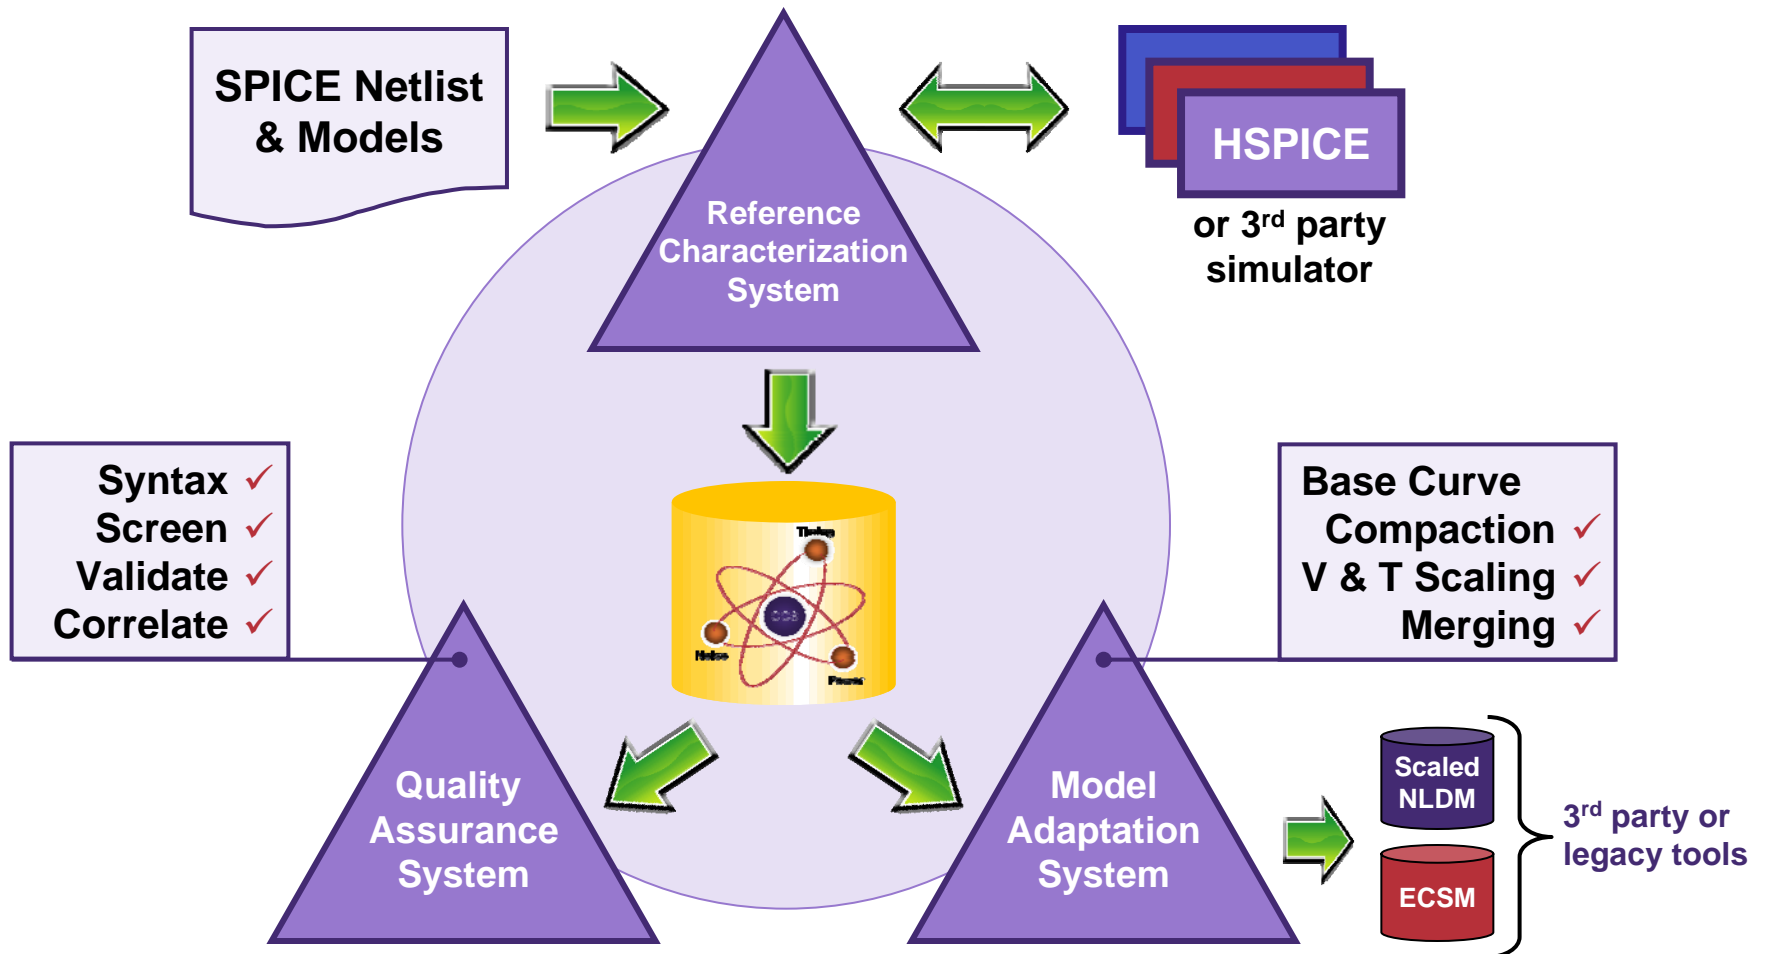 SPICE Netlist
& Models
HSPICE
or 3rd party
simulator
Reference
Characterization
System
Syntax ✓
Screen ✓
Validate ✓
Correlate ✓
Base Curve
Compaction ✓
V & T Scaling ✓
Merging ✓
Timing
CCS
Noise
Power
Quality
Assurance
System
Model
Adaptation
System
Scaled
NLDM
ECSM
3rd party or
legacy tools